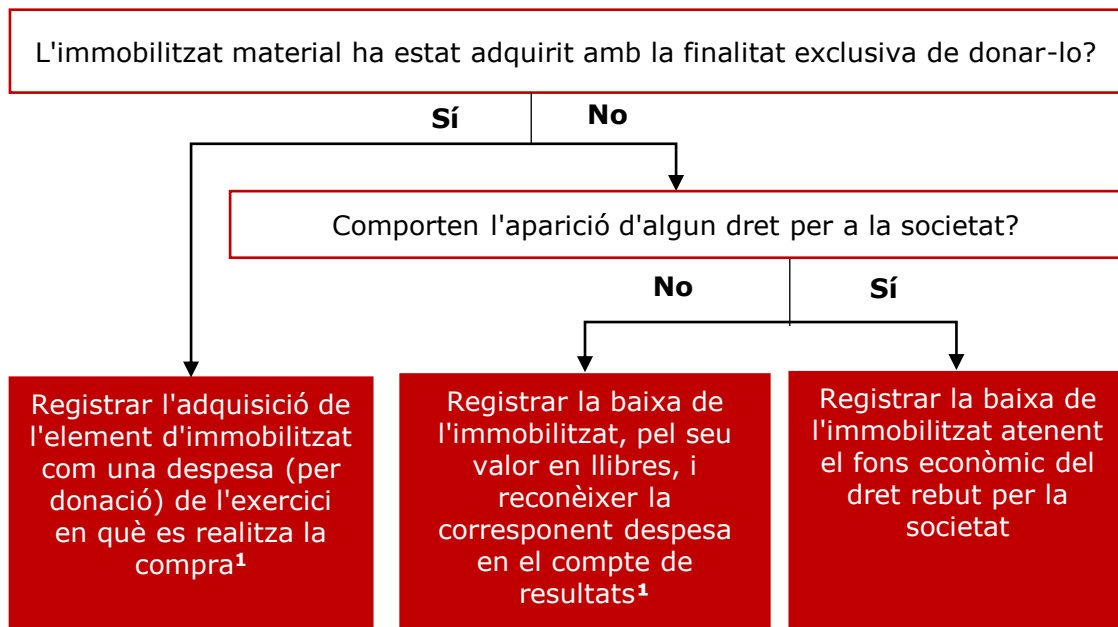 L'immobilitzat material ha estat adquirit amb la finalitat exclusiva de donar-lo?
Sí
No
Comporten l'aparició d'algun dret per a la societat?
No
Sí
Registrar l'adquisició de
l'element d'immobilitzat
com una despesa (per
donació) de l'exercici
en què es realitza la
compra¹
Registrar la baixa de
l'immobilitzat, pel seu
valor en llibres, i
reconèixer la
corresponent despesa
en el compte de
resultats¹
Registrar la baixa de
l'immobilitzat atenent
el fons econòmic del
dret rebut per la
societat